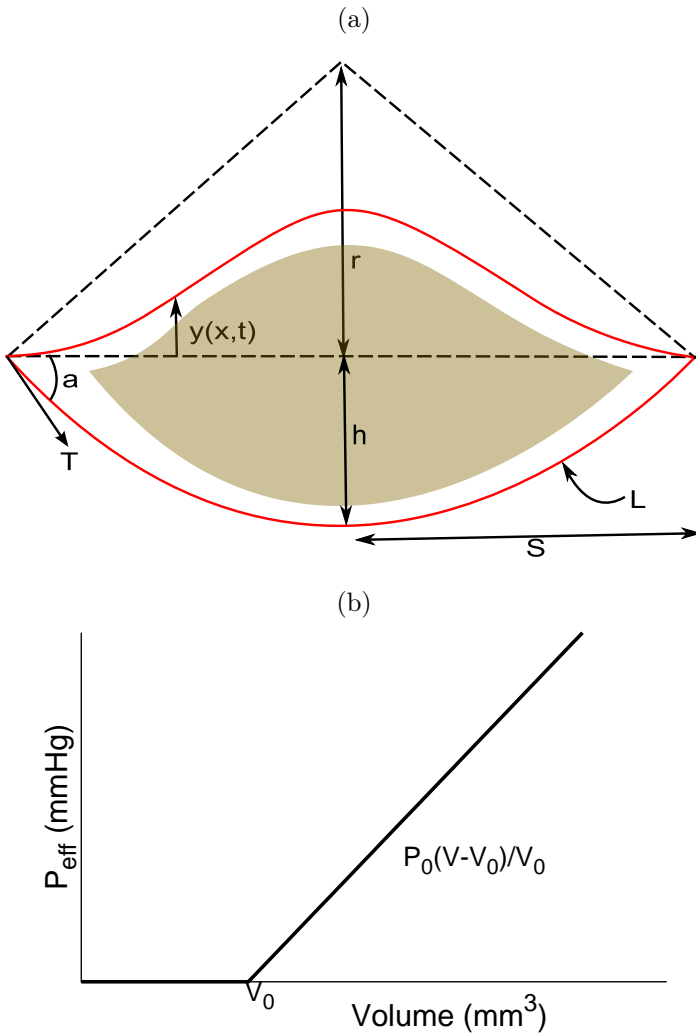 (a)
r
y(x,t)
a
T
h
L
S
(b)
P_eff (mmHg)
P_0(V-V_0)/V_0
V_0
Volume (mm^3)